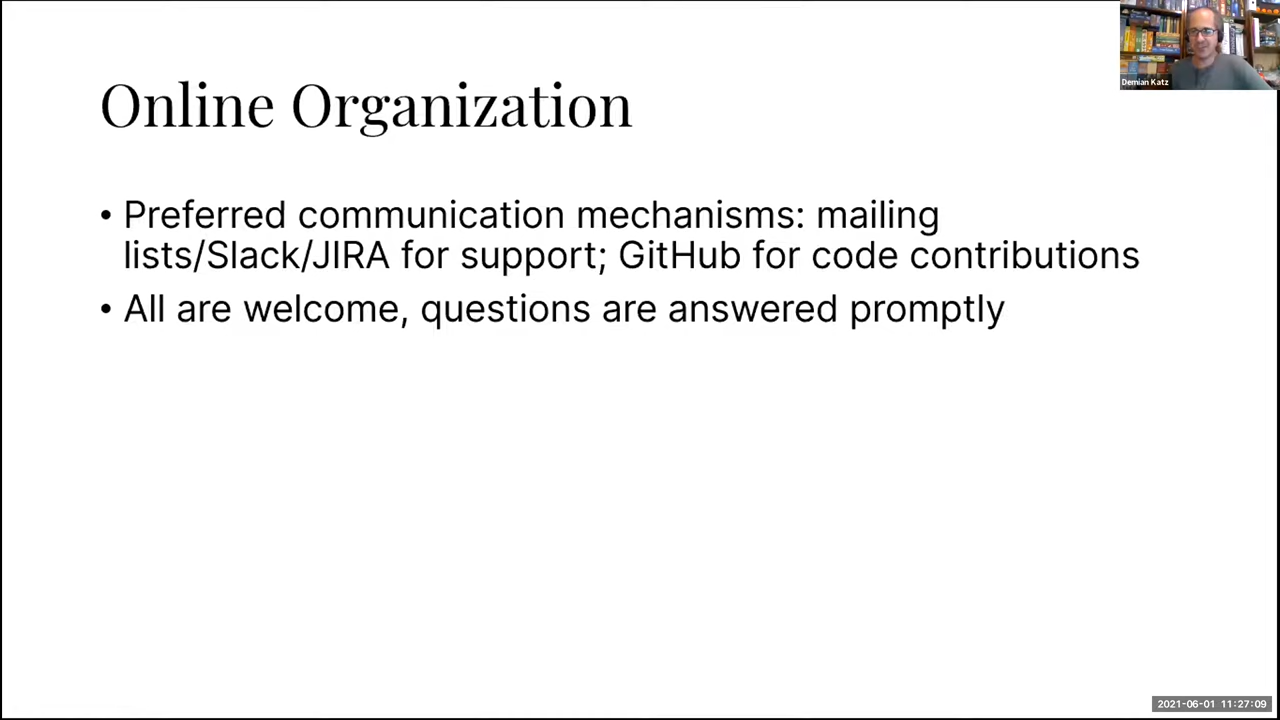 Online Organization
• Preferred communication mechanisms: mailing
lists/Slack/JIRA for support; GitHub for code contributions
• All are welcome, questions are answered promptly
Demian Katz
2021-06-01 11:27:09